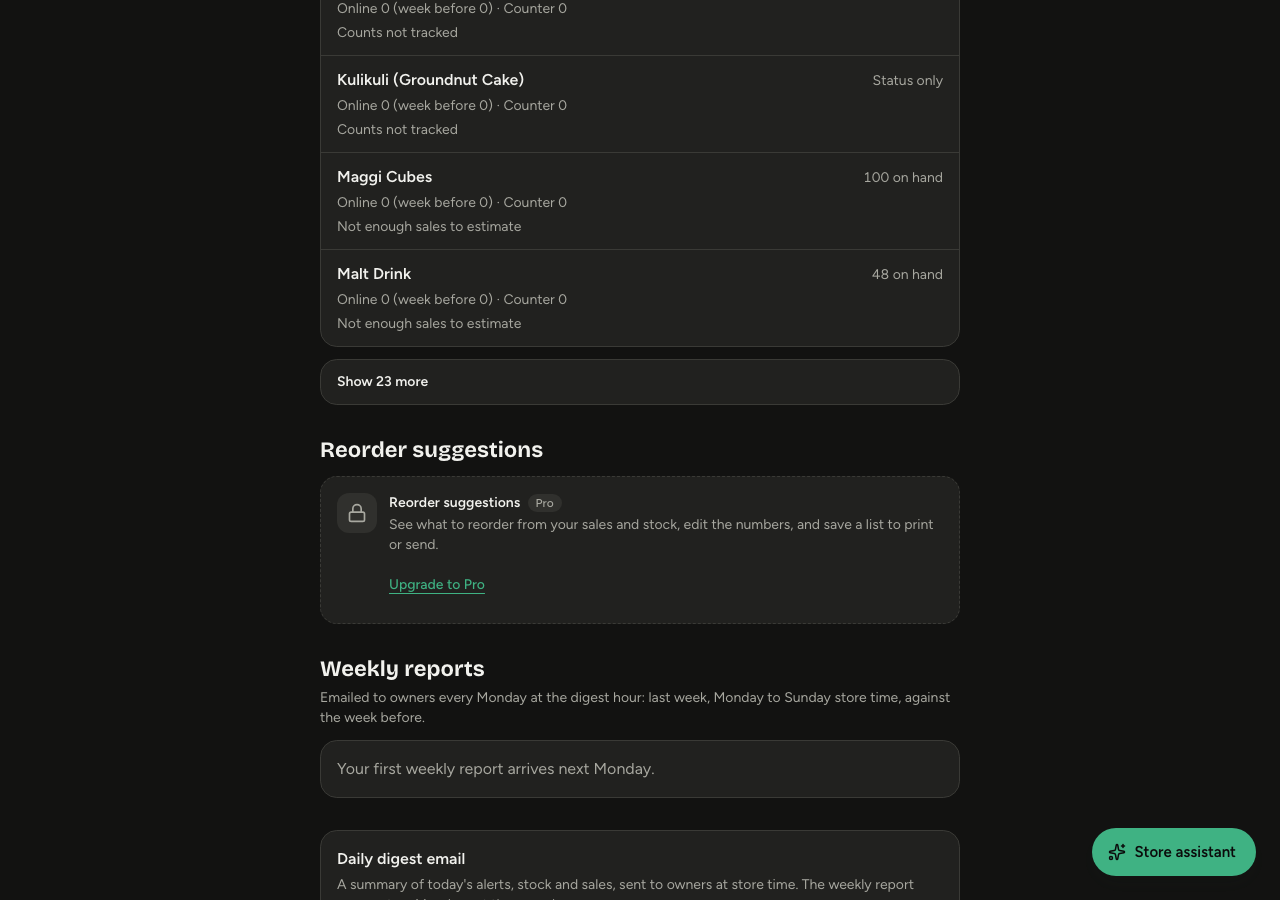 Online 0 (week before 0) · Counter 0
Counts not tracked
Kulikuli (Groundnut Cake)
Status only
Online 0 (week before 0) · Counter 0
Counts not tracked
Maggi Cubes
100 on hand
Online 0 (week before 0) · Counter 0
Not enough sales to estimate
Malt Drink
48 on hand
Online 0 (week before 0) · Counter 0
Not enough sales to estimate
Show 23 more
Reorder suggestions
Reorder suggestions Pro
See what to reorder from your sales and stock, edit the numbers, and save a list to print
or send.
Upgrade to Pro
Weekly reports
Emailed to owners every Monday at the digest hour: last week, Monday to Sunday store time, against
the week before.
Your first weekly report arrives next Monday.
Daily digest email
A summary of today's alerts, stock and sales, sent to owners at store time. The weekly report
Store assistant